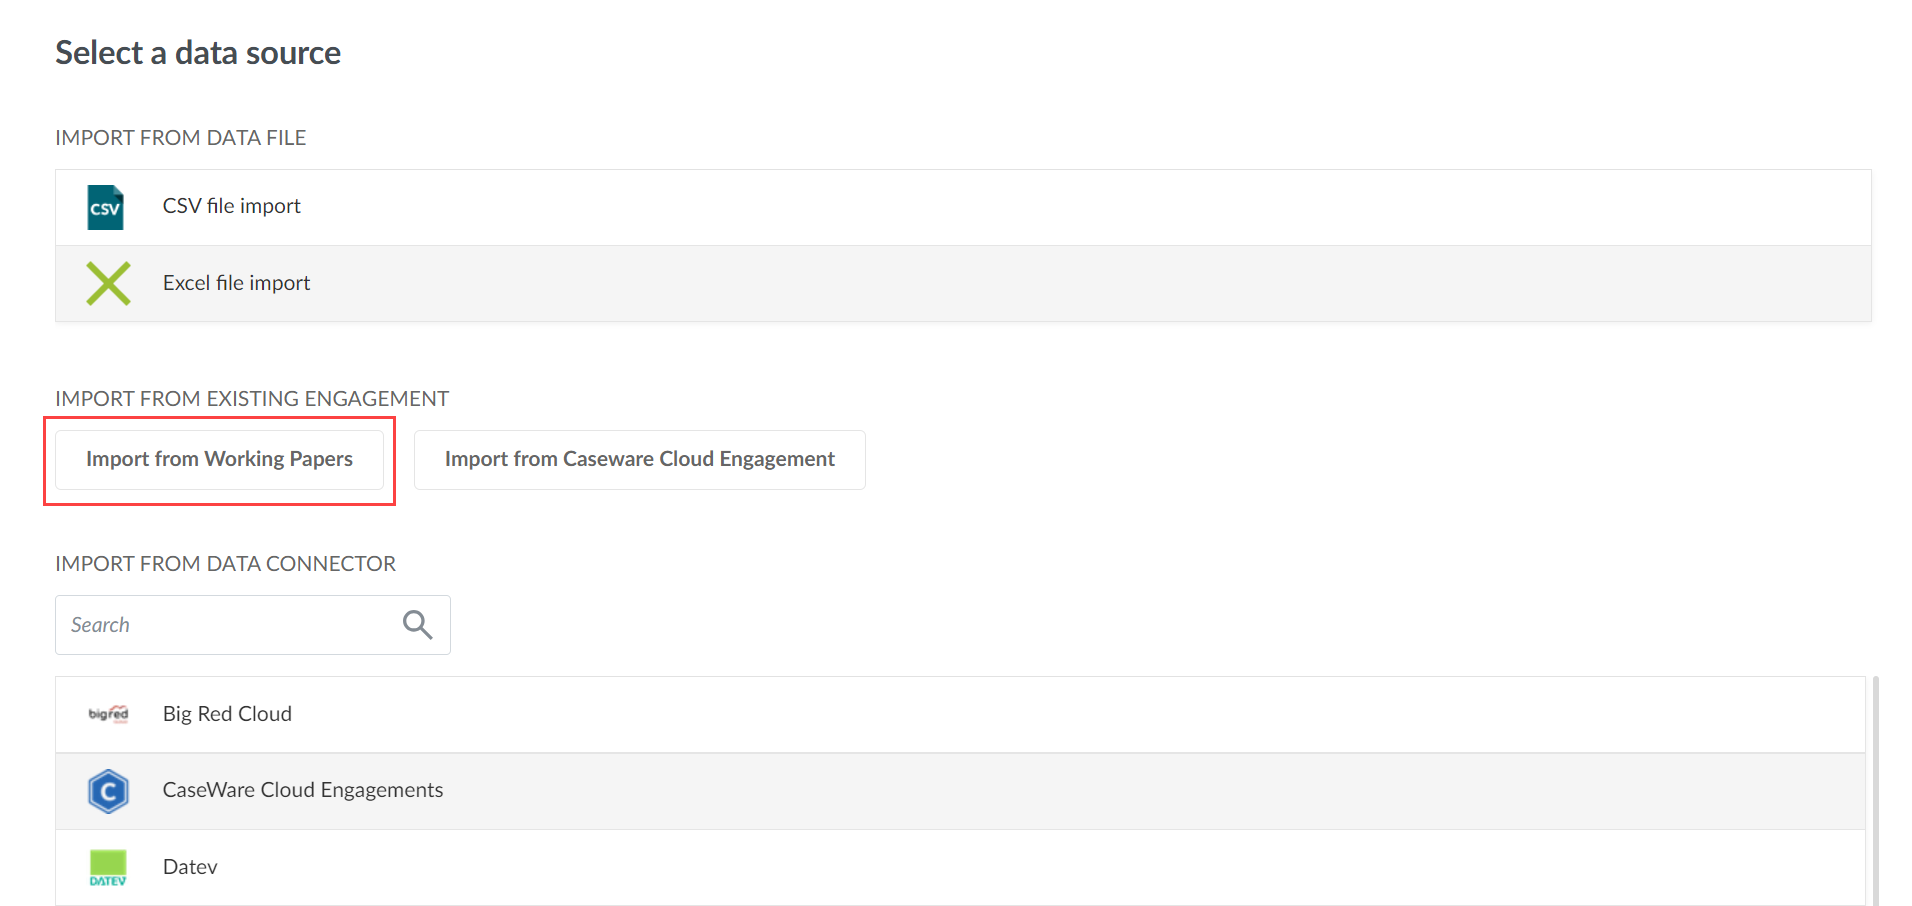 Select a data source
IMPORT FROM DATA FILE
CSV
CSV file import
Excel file import
IMPORT FROM EXISTING ENGAGEMENT
Import from Working Papers
Import from Caseware Cloud Engagement
IMPORT FROM DATA CONNECTOR
Search
bigred
Big Red Cloud
C
CaseWare Cloud Engagements
DATEV
Datev